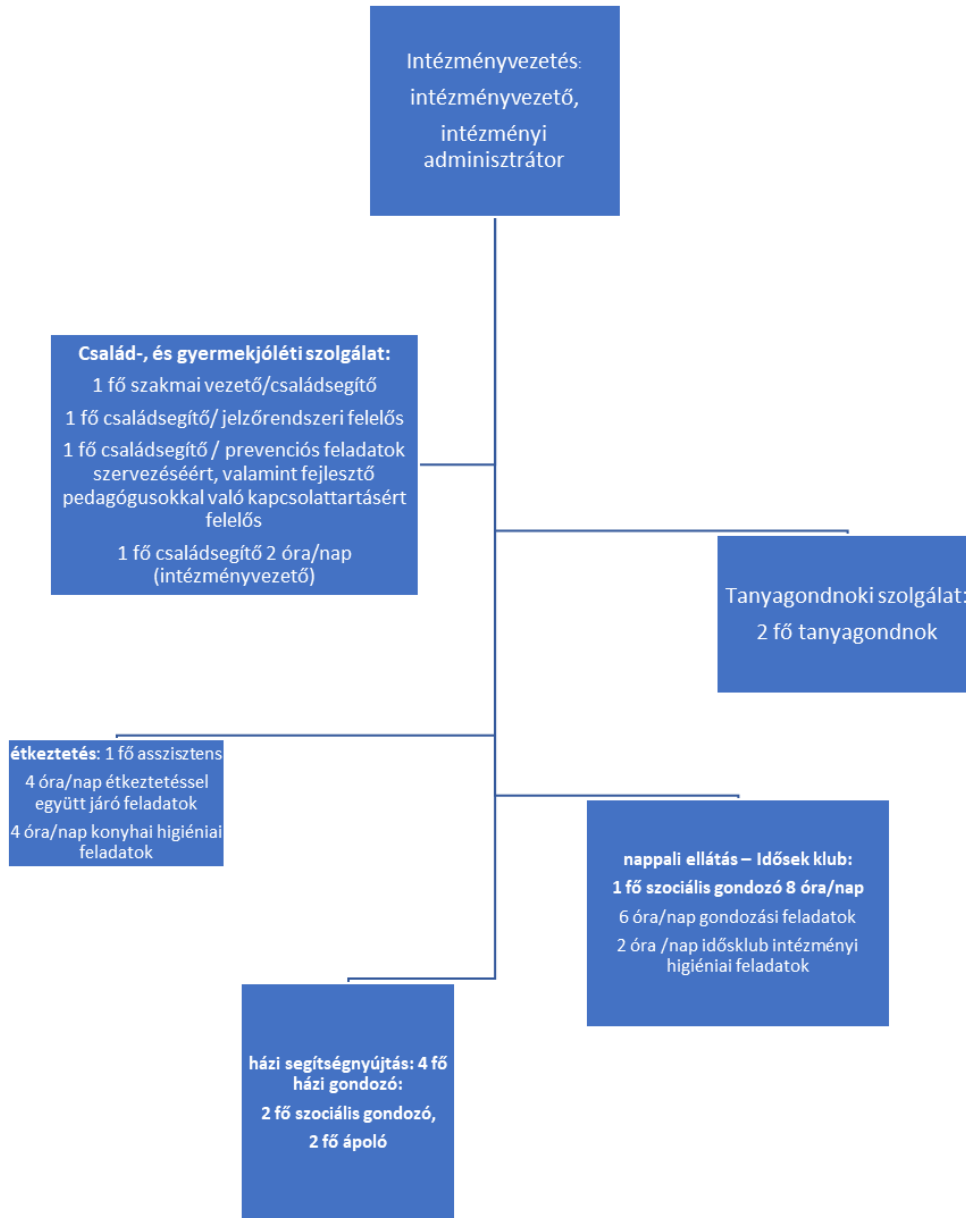 Intézményvezetés:
intézményvezető,
intézményi
adminisztrátor
Család-, és gyermekjóléti szolgálat:
1 fő szakmai vezető/családsegítő
1 fő családsegítő/ jelzőrendszeri felelős
1 fő családsegítő / prevenciós feladatok
szervezéséért, valamint fejlesztő
pedagógusokkal való kapcsolattartásért
felelős
1 fő családsegítő 2 óra/nap
(intézményvezető)
Tanyagondnoki szolgálat:
2 fő tanyagondnok
étkeztetés: 1 fő asszisztens
4 óra/nap étkeztetéssel
együtt járó feladatok
4 óra/nap konyhai higiéniai
feladatok
nappali ellátás – Idősek klub:
1 fő szociális gondozó 8 óra/nap
6 óra/nap gondozási feladatok
2 óra /nap idősklub intézményi
higiéniai feladatok
házi segítségnyújtás: 4 fő
házi gondozó:
2 fő szociális gondozó,
2 fő ápoló